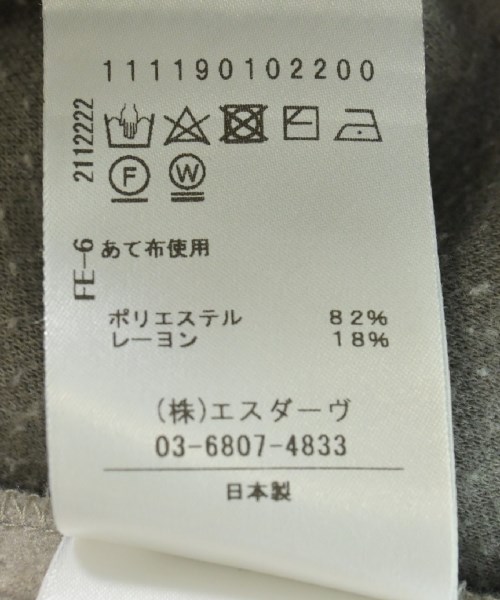 111190102200
2112222
F W
FE-6
あて布使用
ポリエステル 82%
レーヨン 18%
(株)エスダーヴ
03-6807-4833
日本製